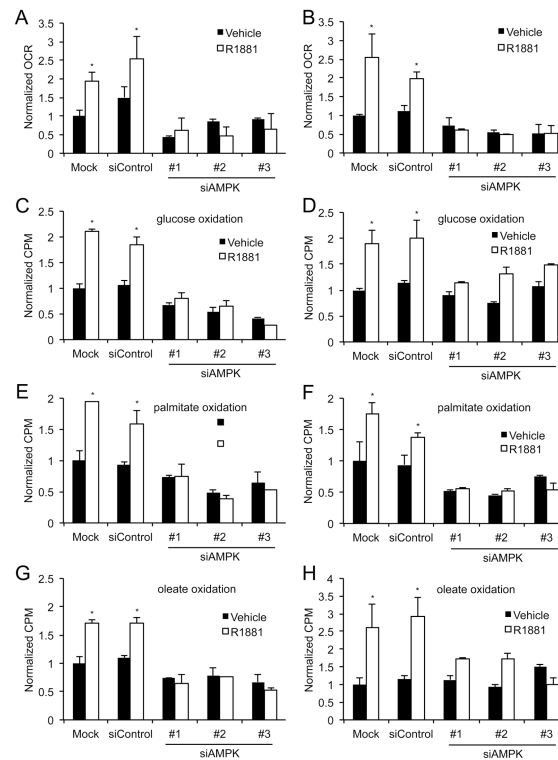 A
Normalized OCR
3.5
3
2.5
2
1.5
1
0.5
0
Vehicle
R1881
*
*
Mock siControl #1 #2 #3
siAMPK
B
Normalized OCR
3.5
3
2.5
2
1.5
1
0.5
0
Vehicle
R1881
*
*
Mock siControl #1 #2 #3
siAMPK
C
Normalized CPM
2.5
2
1.5
1
0.5
0
glucose oxidation
Vehicle
R1881
*
*
Mock siControl #1 #2 #3
siAMPK
D
Normalized CPM
2.5
2
1.5
1
0.5
0
glucose oxidation
Vehicle
R1881
*
*
Mock siControl #1 #2 #3
siAMPK
E
Normalized CPM
2
1.5
1
0.5
0
palmitate oxidation
*
*
Mock siControl #1 #2 #3
siAMPK
F
Normalized CPM
2
1.5
1
0.5
0
palmitate oxidation
Vehicle
R1881
*
*
Mock siControl #1 #2 #3
siAMPK
G
Normalized CPM
2.5
2
1.5
1
0.5
0
oleate oxidation
Vehicle
R1881
*
*
Mock siControl #1 #2 #3
siAMPK
H
Normalized CPM
4
3.5
3
2.5
2
1.5
1
0.5
0
oleate oxidation
Vehicle
R1881
*
*
Mock siControl #1 #2 #3
siAMPK